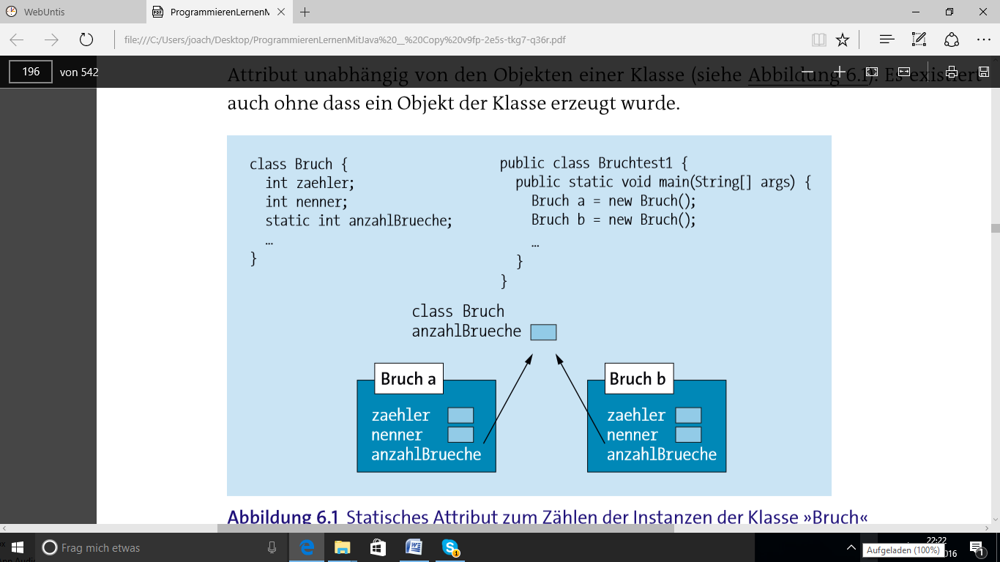 WebUntis
ProgrammierenLernenM
file:///C:/Users/joach/Desktop/ProgrammierenLernenMitJava%20__%20Copy%20v9fp-2e5s-tkg7-q36r.pdf
196 von 542
Attribut unabhängig von den Objekten einer Klasse (siehe Abbildung 6.1). Es existiert
auch ohne dass ein Objekt der Klasse erzeugt wurde.
class Bruch {
int zaehler;
int nenner;
static int anzahlBrueche;
…
}
public class Bruchtest1 {
public static void main(String[] args) {
Bruch a = new Bruch();
Bruch b = new Bruch();
…
}
}
class Bruch
anzahlBrueche
Bruch a
zaehler
nenner
anzahlBrueche
Bruch b
zaehler
nenner
anzahlBrueche
Abbildung 6.1 Statisches Attribut zum Zählen der Instanzen der Klasse »Bruch«
Frag mich etwas
22:22
Aufgeladen (100%)
016
1
1